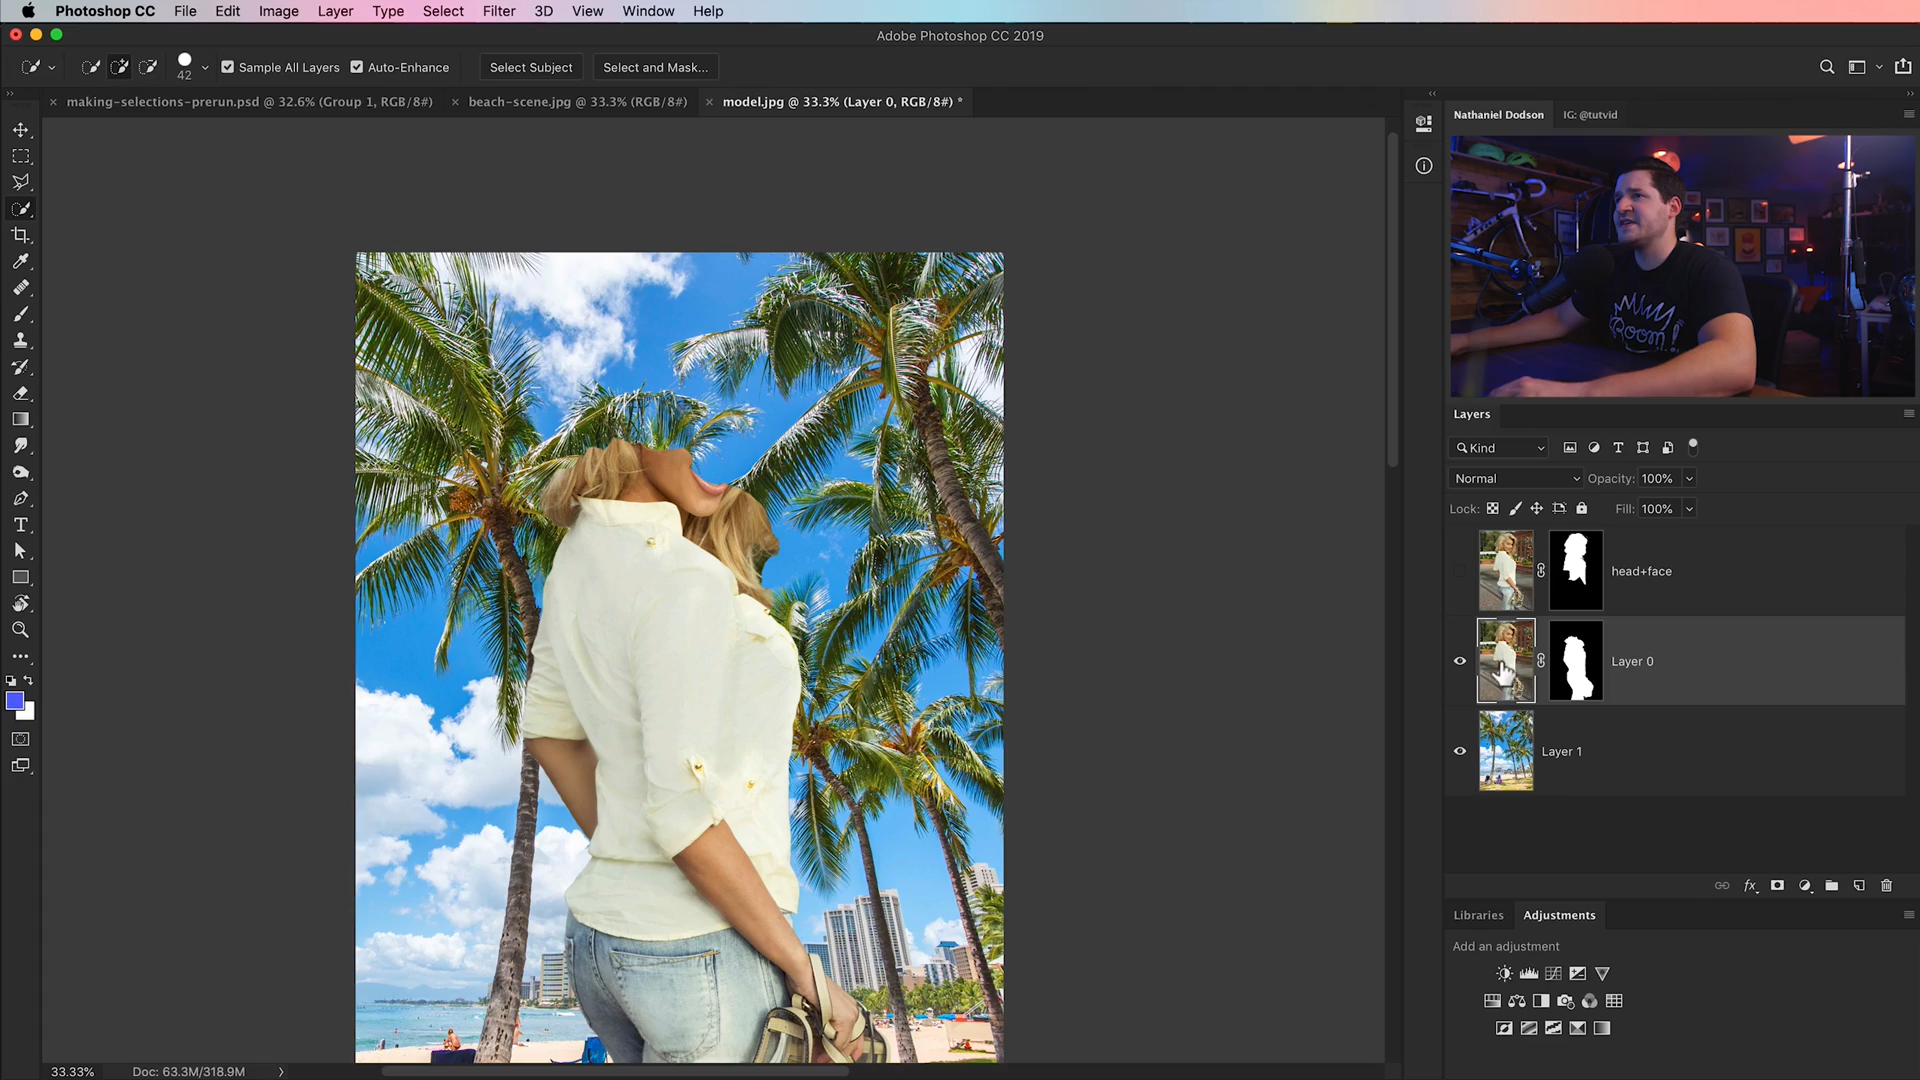 Photoshop CC File Edit Image Layer Type Select Filter 3D View Window Help
Adobe Photoshop CC 2019
42 Sample All Layers Auto-Enhance Select Subject Select and Mask...
making-selections-prerun.psd @ 32.6% (Group 1, RGB/8#) beach-scene.jpg @ 33.3% (RGB/8#) model.jpg @ 33.3% (Layer 0, RGB/8#) *
Nathaniel Dodson IG: @tutvid
Room!
Layers
Kind
Normal Opacity: 100%
Lock: Fill: 100%
head+face
Layer 0
Layer 1
fx
Libraries Adjustments
Add an adjustment
33.33% Doc: 63.3M/318.9M